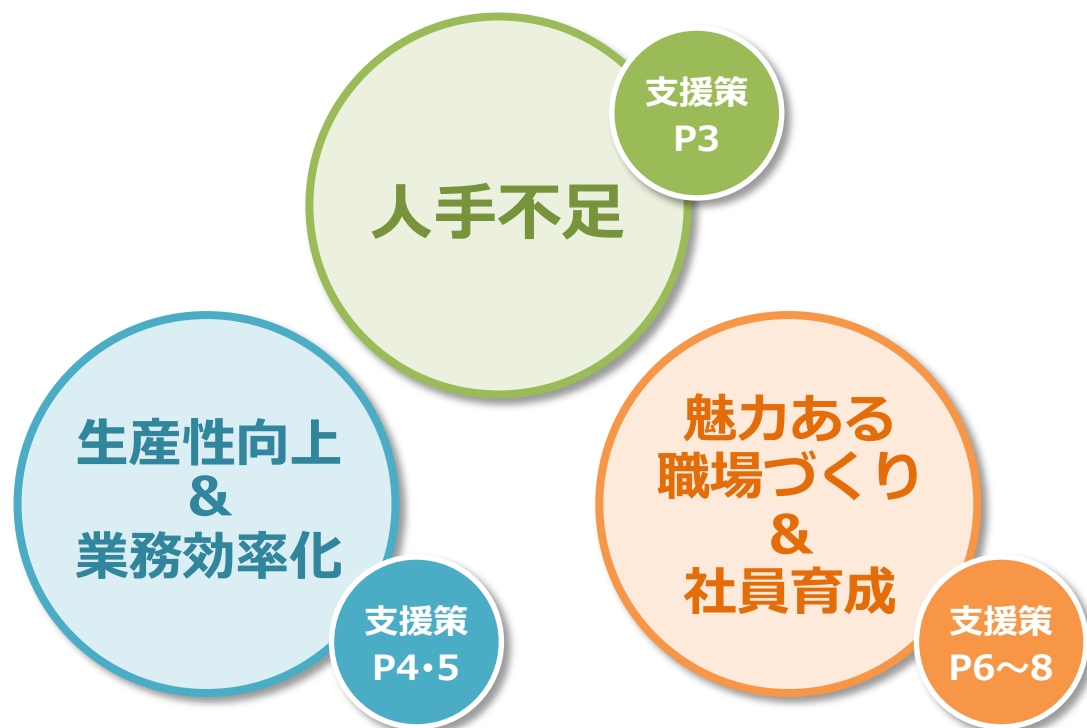 支援策
P3
人手不足
生産性向上
&
業務効率化
支援策
P4・5
魅力ある
職場づくり
&
社員育成
支援策
P6～8